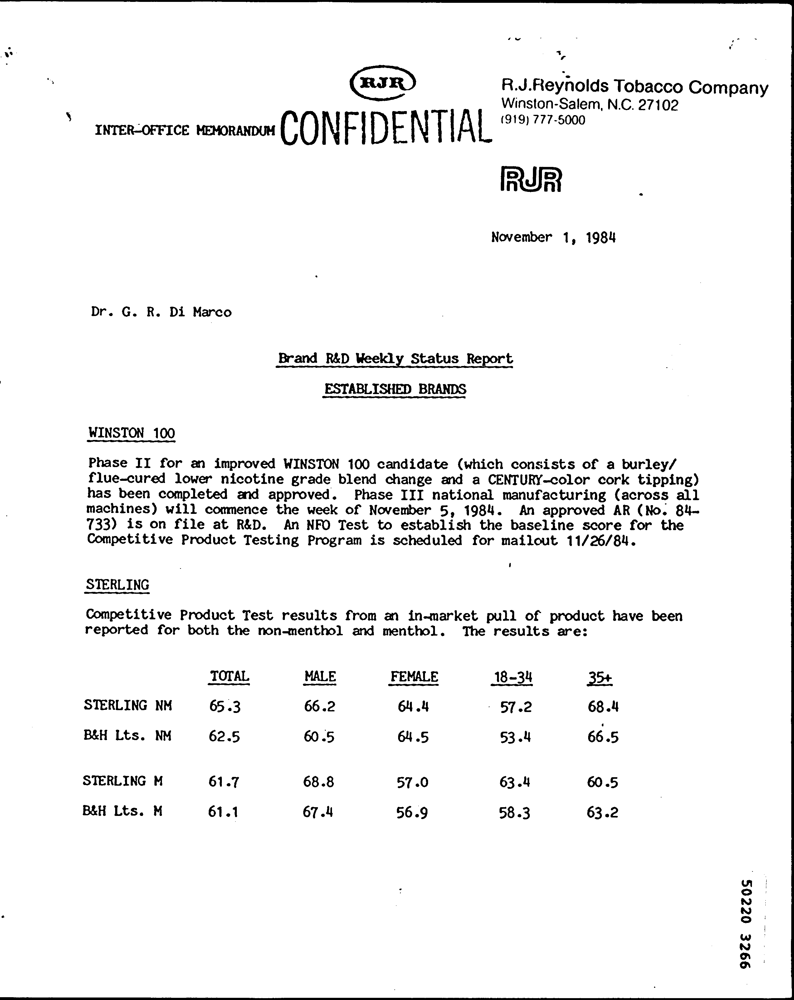 RJR
R.J.Reynolds Tobacco Company
Winston-Salem, N.C. 27102
(919) 777-5000
INTER-OFFICE MEMORANDUM CONFIDENTIAL
RJR
November 1, 1984
Dr. G. R. Di Marco
Brand R&D Weekly Status Report
ESTABLISHED BRANDS
WINSTON 100
Phase II for an improved WINSTON 100 candidate (which consists of a burley/
flue-cured lower nicotine grade blend change and a CENTURY-color cork tipping)
has been completed and approved. Phase III national manufacturing (across all
machines) will commence the week of November 5, 1984. An approved AR (No. 84-
733) is on file at R&D. An NFO Test to establish the baseline score for the
Competitive Product Testing Program is scheduled for mailout 11/26/84.
STERLING
Competitive Product Test results from an in-market pull of product have been
reported for both the non-menthol and menthol. The results are:
TOTAL MALE FEMALE 18-34 35+
STERLING NM 65.3 66.2 64.4 57.2 68.4
B&H Lts. NM 62.5 60.5 64.5 53.4 66.5
STERLING M 61.7 68.8 57.0 63.4 60.5
B&H Lts. M 61.1 67.4 56.9 58.3 63.2
50220 3266